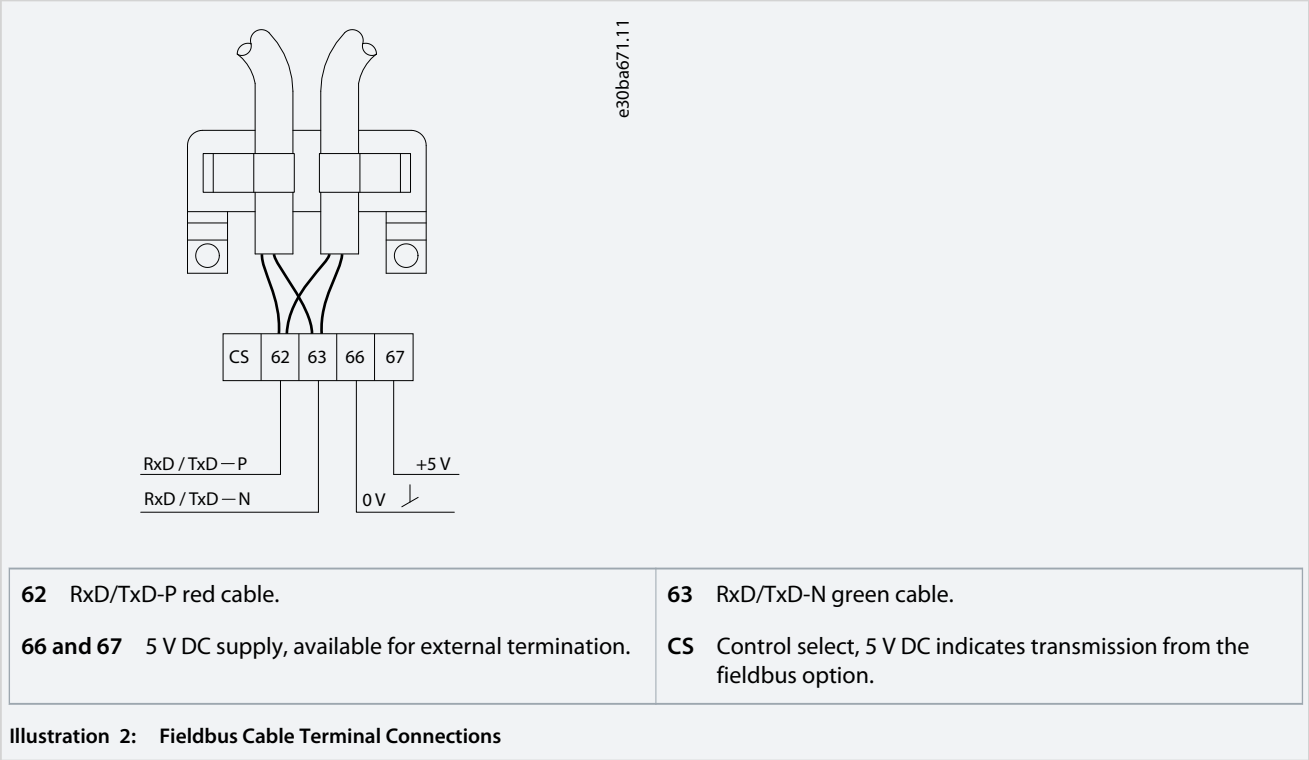 e30ba671.11
CS 62 63 66 67
RxD / TxD — P
+5 V
RxD / TxD — N
0 V
62 RxD/TxD-P red cable.
63 RxD/TxD-N green cable.
66 and 67 5 V DC supply, available for external termination.
CS Control select, 5 V DC indicates transmission from the
fieldbus option.
Illustration 2: Fieldbus Cable Terminal Connections